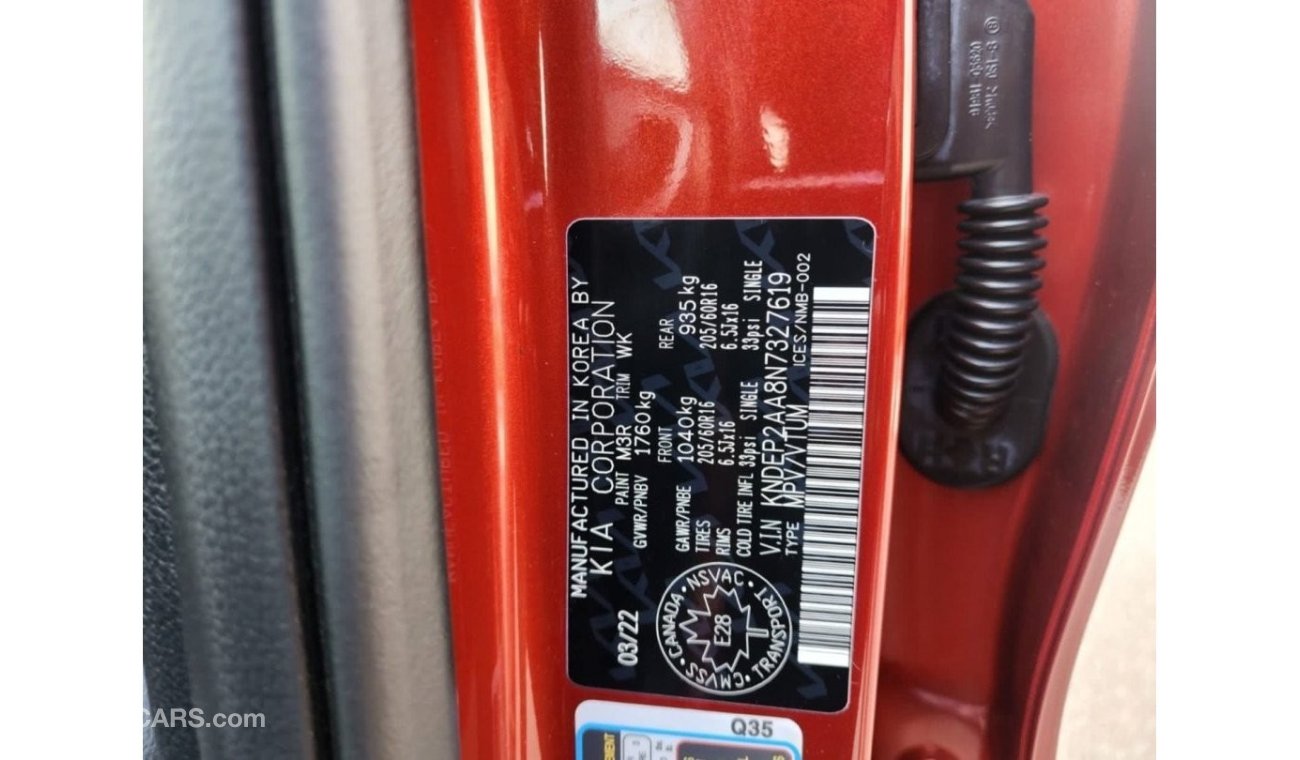 MANUFACTURED IN KOREA BY
KIA CORPORATION
03/22 PAINT M3R TRIM WK
GVWR/PNBV 1760kg
FRONT REAR
GAWR/PNBE 1040kg 935kg
TIRES 205/60R16 205/60R16
RIMS 6.5Jx16 6.5Jx16
COLD TIRE INFL 33psi SINGLE 33psi SINGLE
V.I.N KNDEP2AA8N7327619
TYPE MPV/VTUM ICES/NMB-002
CANADA NSVAC
E28
CMVSS TRANSPORT
Q35
CARS.com